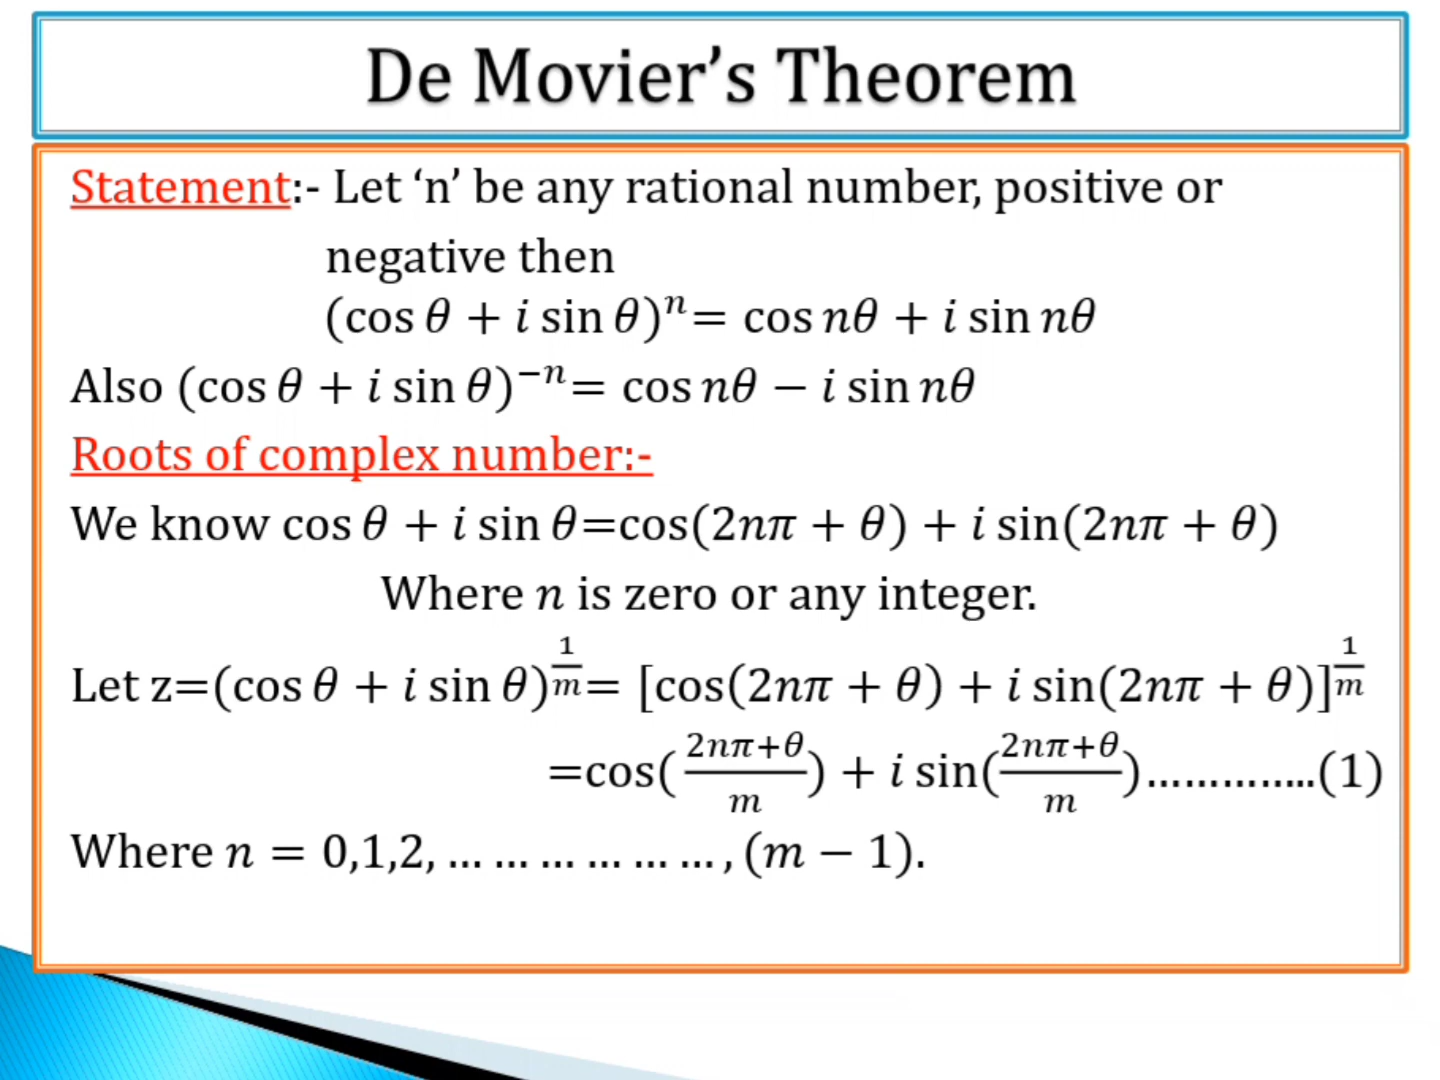 De Movier’s Theorem
Statement:- Let ‘n’ be any rational number, positive or
negative then
(cos θ + i sin θ)ⁿ= cos nθ + i sin nθ
Also (cos θ + i sin θ)⁻ⁿ= cos nθ − i sin nθ
Roots of complex number:-
We know cos θ + i sin θ=cos(2nπ + θ) + i sin(2nπ + θ)
Where n is zero or any integer.
Let z=(cos θ + i sin θ)^(1/m)= [cos(2nπ + θ) + i sin(2nπ + θ)]^(1/m)
=cos((2nπ+θ)/m) + i sin((2nπ+θ)/m)..............(1)
Where n = 0,1,2, … … … … … … , (m − 1).